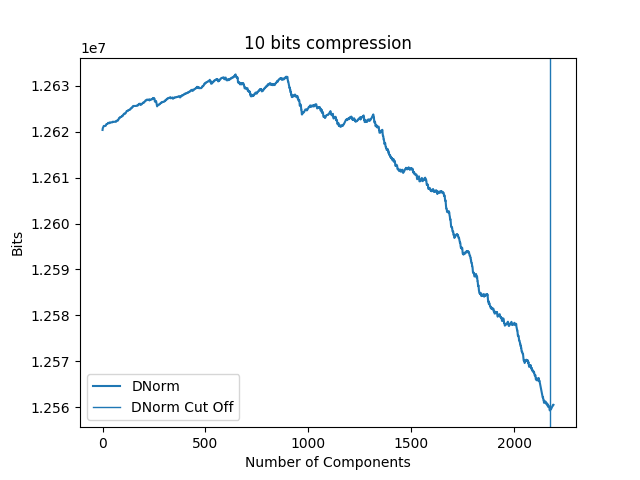 10 bits compression
1e7
1.263
1.262
1.261
1.260
1.259
1.258
1.257
1.256
Bits
DNorm
DNorm Cut Off
0 500 1000 1500 2000
Number of Components